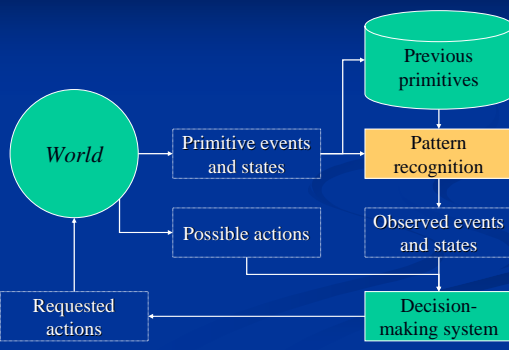 Previous
primitives
World
Primitive events
and states
Pattern
recognition
Possible actions
Observed events
and states
Requested
actions
Decision-
making system